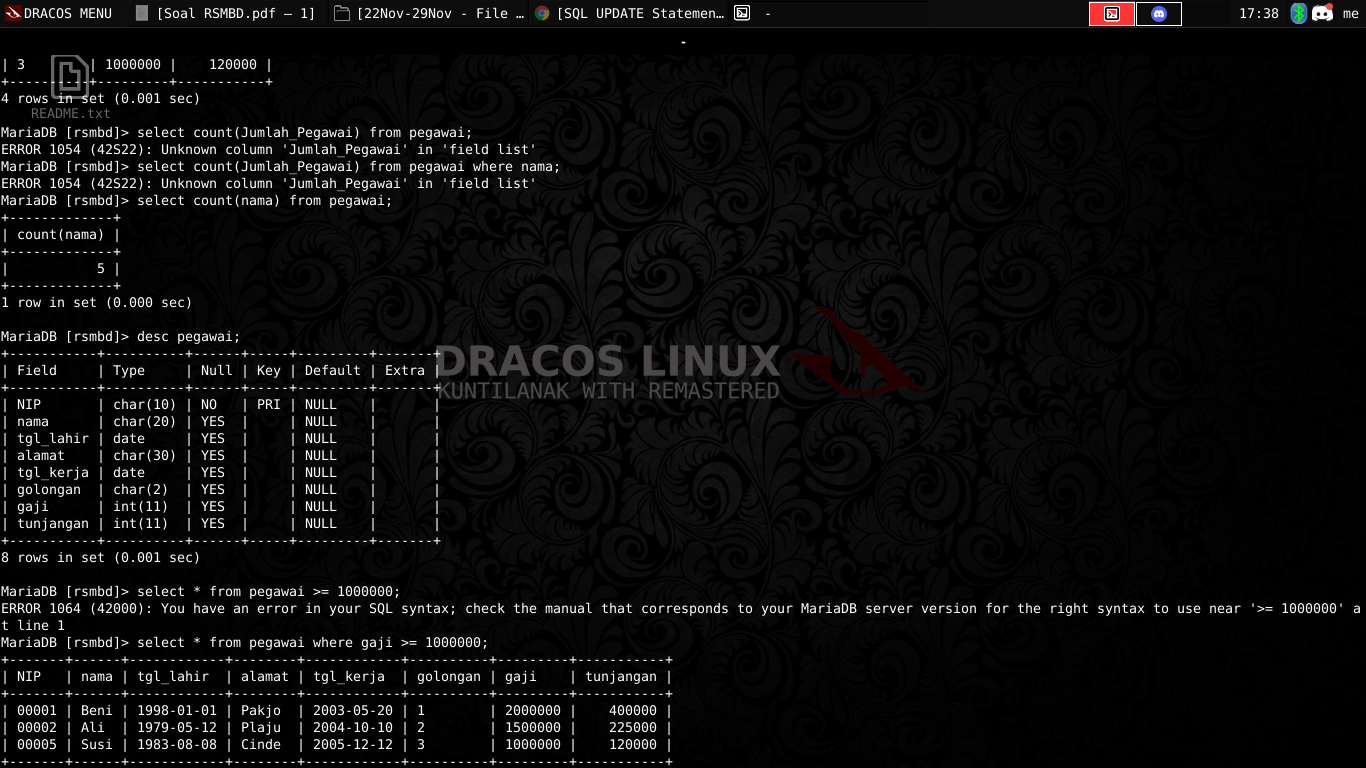 DRACOS MENU [Soal RSMBD.pdf — 1] [22Nov-29Nov - File … [SQL UPDATE Statemen… - 17:38 me
-
| 3       | 1000000 |    120000 |
+---------+---------+-----------+
4 rows in set (0.001 sec)
README.txt
MariaDB [rsmbd]> select count(Jumlah_Pegawai) from pegawai;
ERROR 1054 (42S22): Unknown column 'Jumlah_Pegawai' in 'field list'
MariaDB [rsmbd]> select count(Jumlah_Pegawai) from pegawai where nama;
ERROR 1054 (42S22): Unknown column 'Jumlah_Pegawai' in 'field list'
MariaDB [rsmbd]> select count(nama) from pegawai;
+-------------+
| count(nama) |
+-------------+
|           5 |
+-------------+
1 row in set (0.000 sec)
MariaDB [rsmbd]> desc pegawai;
+-----------+----------+------+-----+---------+-------+
| Field     | Type     | Null | Key | Default | Extra |
+-----------+----------+------+-----+---------+-------+
| NIP       | char(10) | NO   | PRI | NULL    |       |
| nama      | char(20) | YES  |     | NULL    |       |
| tgl_lahir | date     | YES  |     | NULL    |       |
| alamat    | char(30) | YES  |     | NULL    |       |
| tgl_kerja | date     | YES  |     | NULL    |       |
| golongan  | char(2)  | YES  |     | NULL    |       |
| gaji      | int(11)  | YES  |     | NULL    |       |
| tunjangan | int(11)  | YES  |     | NULL    |       |
+-----------+----------+------+-----+---------+-------+
8 rows in set (0.001 sec)
DRACOS LINUX
KUNTILANAK WITH REMASTERED
MariaDB [rsmbd]> select * from pegawai >= 1000000;
ERROR 1064 (42000): You have an error in your SQL syntax; check the manual that corresponds to your MariaDB server version for the right syntax to use near '>= 1000000' a
t line 1
MariaDB [rsmbd]> select * from pegawai where gaji >= 1000000;
+-------+------+------------+--------+------------+----------+---------+-----------+
| NIP   | nama | tgl_lahir  | alamat | tgl_kerja  | golongan | gaji    | tunjangan |
+-------+------+------------+--------+------------+----------+---------+-----------+
| 00001 | Beni | 1998-01-01 | Pakjo  | 2003-05-20 | 1        | 2000000 |    400000 |
| 00002 | Ali  | 1979-05-12 | Plaju  | 2004-10-10 | 2        | 1500000 |    225000 |
| 00005 | Susi | 1983-08-08 | Cinde  | 2005-12-12 | 3        | 1000000 |    120000 |
+-------+------+------------+--------+------------+----------+---------+-----------+